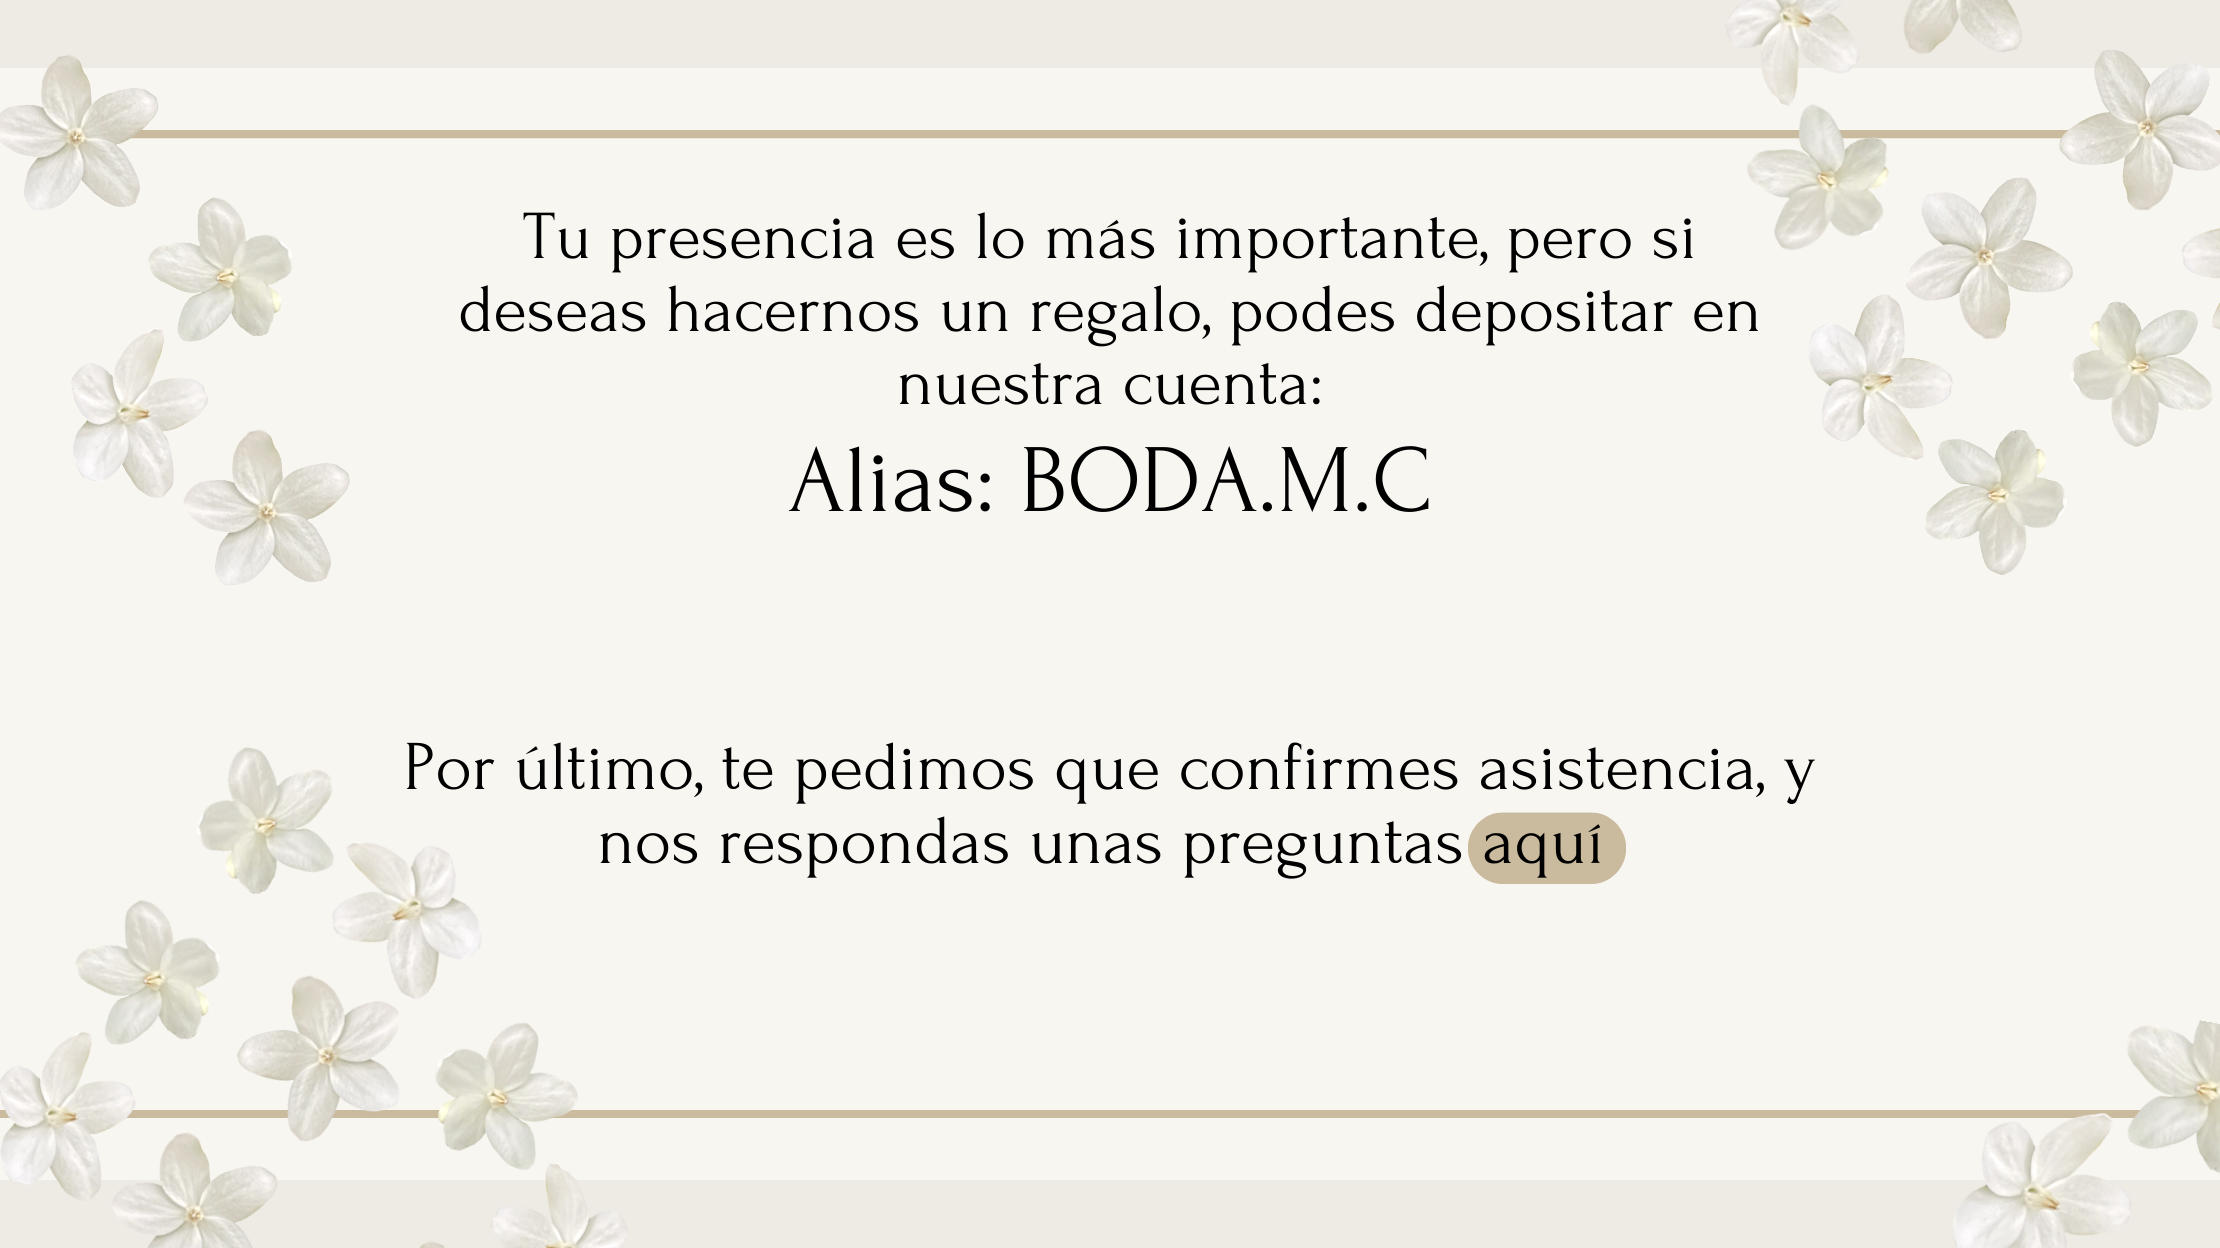 Tu presencia es lo más importante, pero si
deseas hacernos un regalo, podes depositar en
nuestra cuenta:
Alias: BODA.M.C
Por último, te pedimos que confirmes asistencia, y
nos respondas unas preguntas aquí